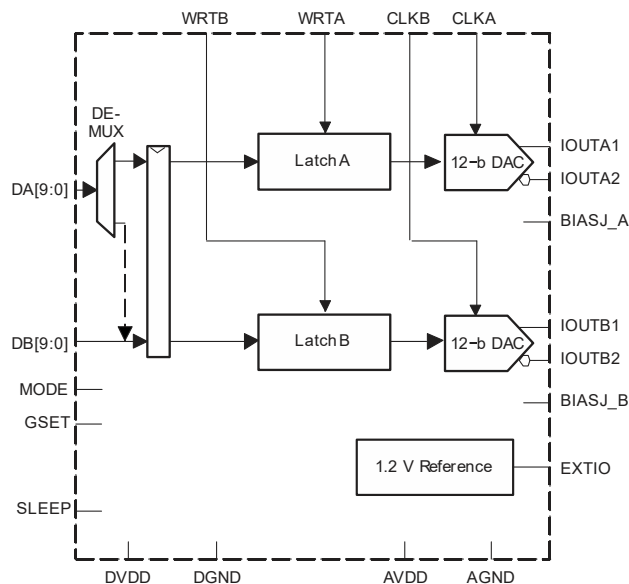 WRTB WRTA CLKB CLKA
DE-
MUX
Latch A
12-b DAC
IOUTA1
IOUTA2
DA[9:0]
BIASJ_A
IOUTB1
DB[9:0]
Latch B
12-b DAC
IOUTB2
MODE
BIASJ_B
GSET
1.2 V Reference
EXTIO
SLEEP
DVDD DGND AVDD AGND